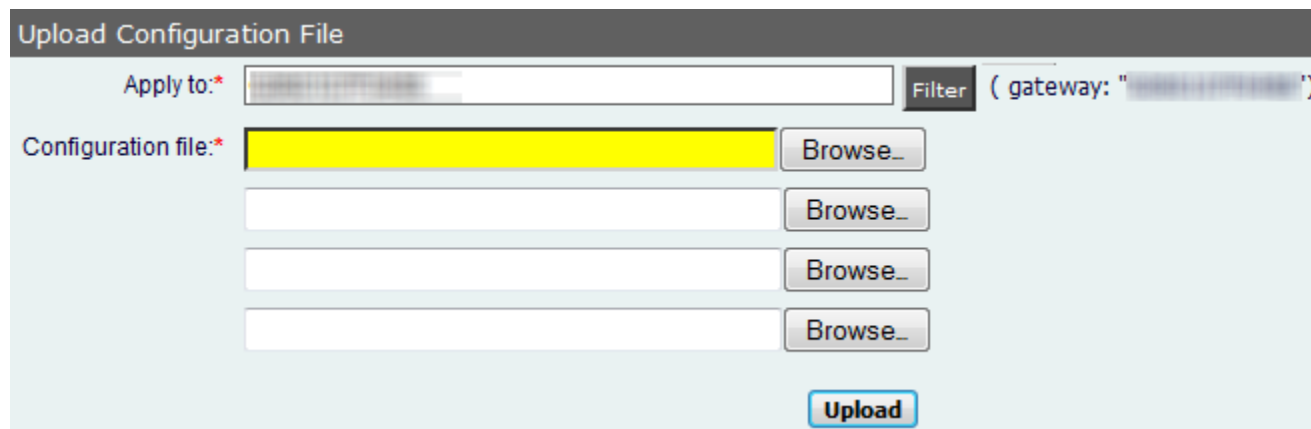 Upload Configuration File
Apply to:* Filter ( gateway: " ")
Configuration file:* Browse...
Browse...
Browse...
Browse...
Upload